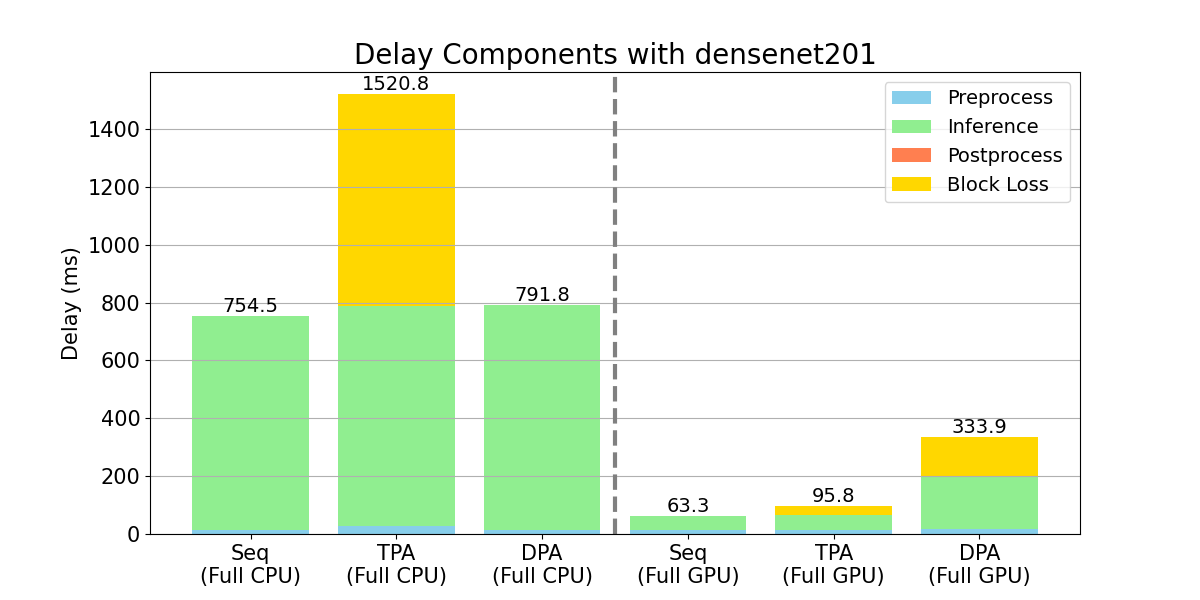 Delay Components with densenet201
1520.8
754.5
791.8
63.3
95.8
333.9
Preprocess
Inference
Postprocess
Block Loss
Delay (ms)
1400
1200
1000
800
600
400
200
0
Seq
(Full CPU)
TPA
(Full CPU)
DPA
(Full CPU)
Seq
(Full GPU)
TPA
(Full GPU)
DPA
(Full GPU)